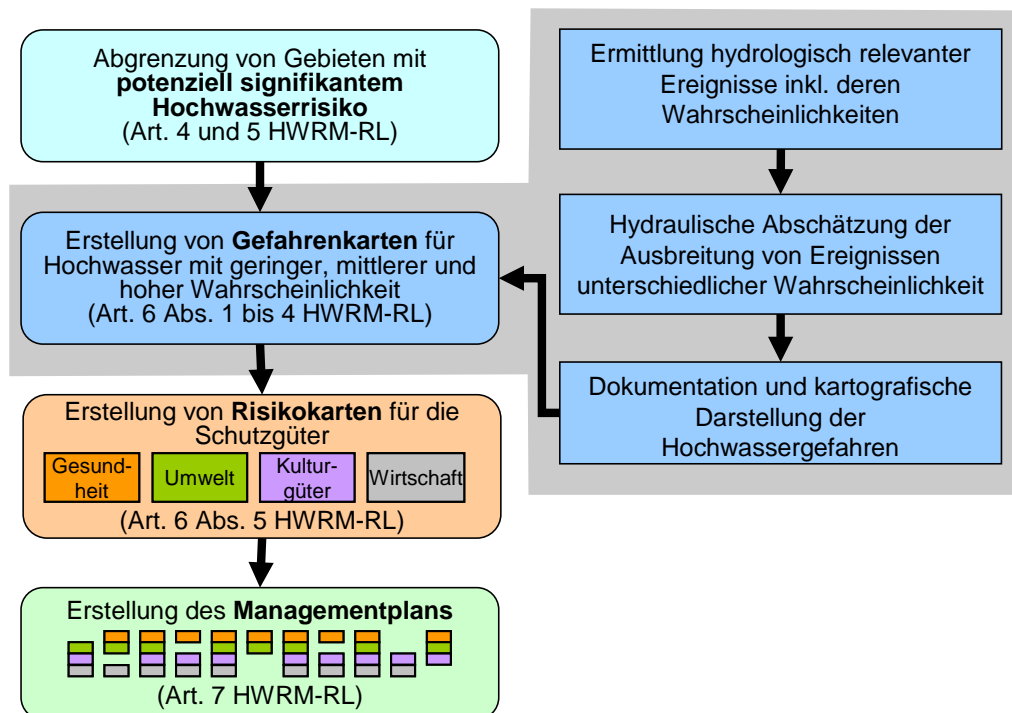 Abgrenzung von Gebieten mit
potenziell signifikantem
Hochwasserrisiko
(Art. 4 und 5 HWRM-RL)
Erstellung von Gefahrenkarten für
Hochwasser mit geringer, mittlerer und
hoher Wahrscheinlichkeit
(Art. 6 Abs. 1 bis 4 HWRM-RL)
Erstellung von Risikokarten für die
Schutzgüter
Gesund-
heit
Umwelt
Kultur-
güter
Wirtschaft
(Art. 6 Abs. 5 HWRM-RL)
Erstellung des Managementplans
(Art. 7 HWRM-RL)
Ermittlung hydrologisch relevanter
Ereignisse inkl. deren
Wahrscheinlichkeiten
Hydraulische Abschätzung der
Ausbreitung von Ereignissen
unterschiedlicher Wahrscheinlichkeit
Dokumentation und kartografische
Darstellung der
Hochwassergefahren